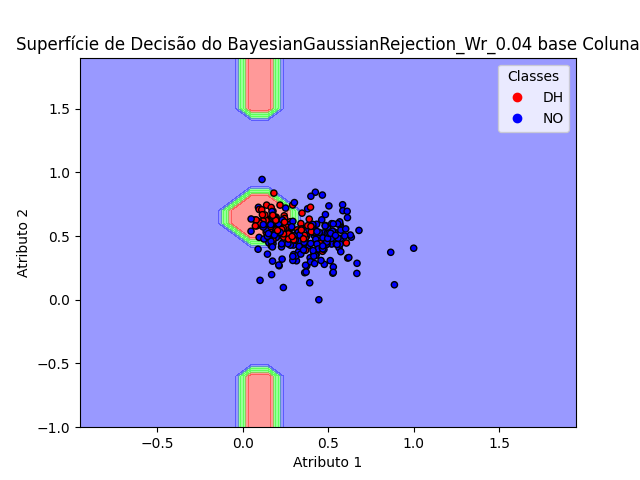 Superfície de Decisão do BayesianGaussianRejection_Wr_0.04 base Coluna
Classes
DH
NO
1.5
1.0
0.5
0.0
−0.5
−1.0
Atributo 2
−0.5
0.0
0.5
1.0
1.5
Atributo 1